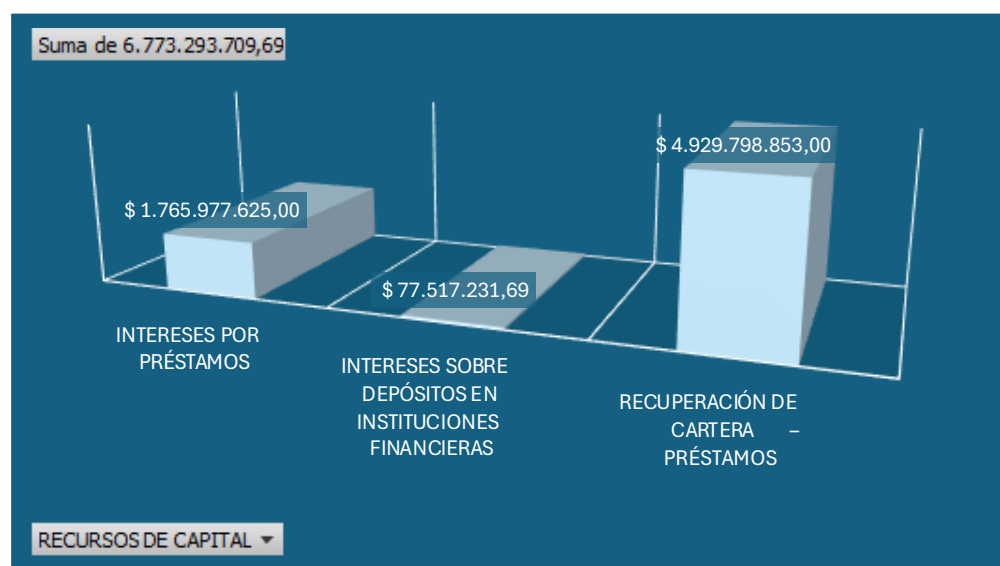 Suma de 6.773.293.709,69
$ 4.929.798.853,00
$ 1.765.977.625,00
$ 77.517.231,69
INTERESES POR
PRÉSTAMOS
INTERESES SOBRE
DEPÓSITOS EN
INSTITUCIONES
FINANCIERAS
RECUPERACIÓN DE
CARTERA –
PRÉSTAMOS
RECURSOS DE CAPITAL